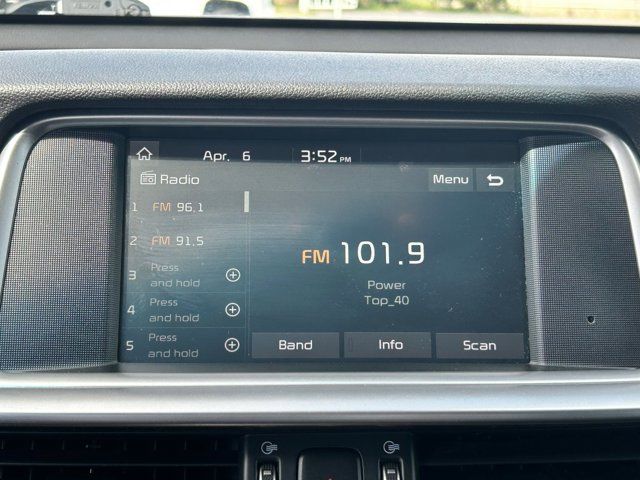 Apr. 6
3:52 PM
Radio
Menu
1 FM 96.1
2 FM 91.5
3 Press
and hold
4 Press
and hold
5 Press
and hold
FM 101.9
Power
Top_40
Band
Info
Scan